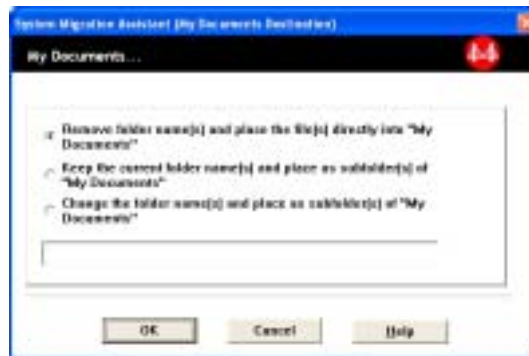 System Migration Assistant (My Documents Destination)
My Documents...
Remove folder name(s) and place the file(s) directly into "My
Documents"
Keep the current folder name(s) and place as subfolder(s) of
"My Documents"
Change the folder name(s) and place as subfolder(s) of "My
Documents"
OK
Cancel
Help